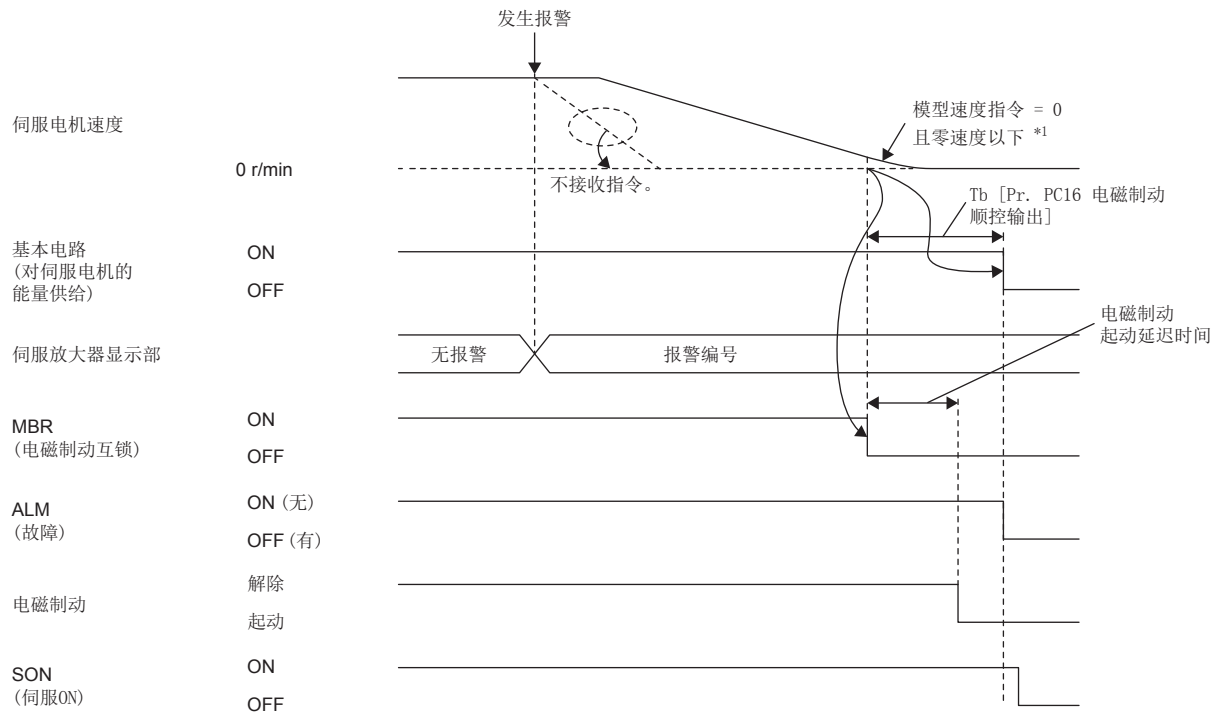 发生报警
伺服电机速度
模型速度指令 = 0
且零速度以下 *1
0 r/min
不接收指令。
Tb [Pr. PC16 电磁制动
顺控输出]
基本电路
(对伺服电机的
能量供给)
ON
OFF
电磁制动
起动延迟时间
伺服放大器显示部
无报警
报警编号
MBR
(电磁制动互锁)
ON
OFF
ALM
(故障)
ON (无)
OFF (有)
电磁制动
解除
起动
SON
(伺服ON)
ON
OFF